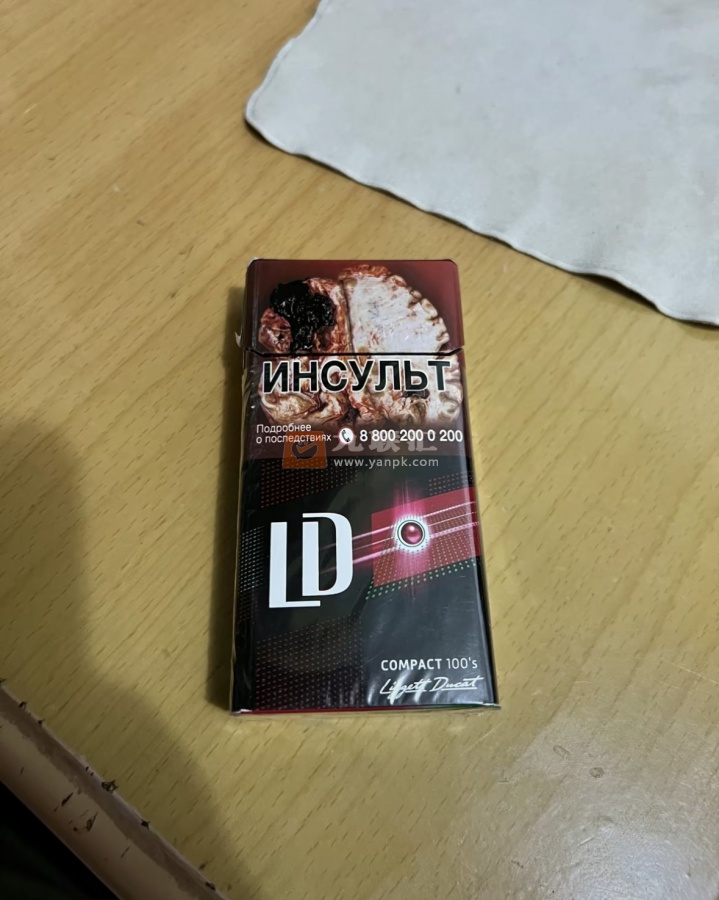 ИНСУЛЬТ
Подробнее
о последствиях 8 800 200 0 200
www.yanpk.com
LD
COMPACT 100's
Liggett Ducat